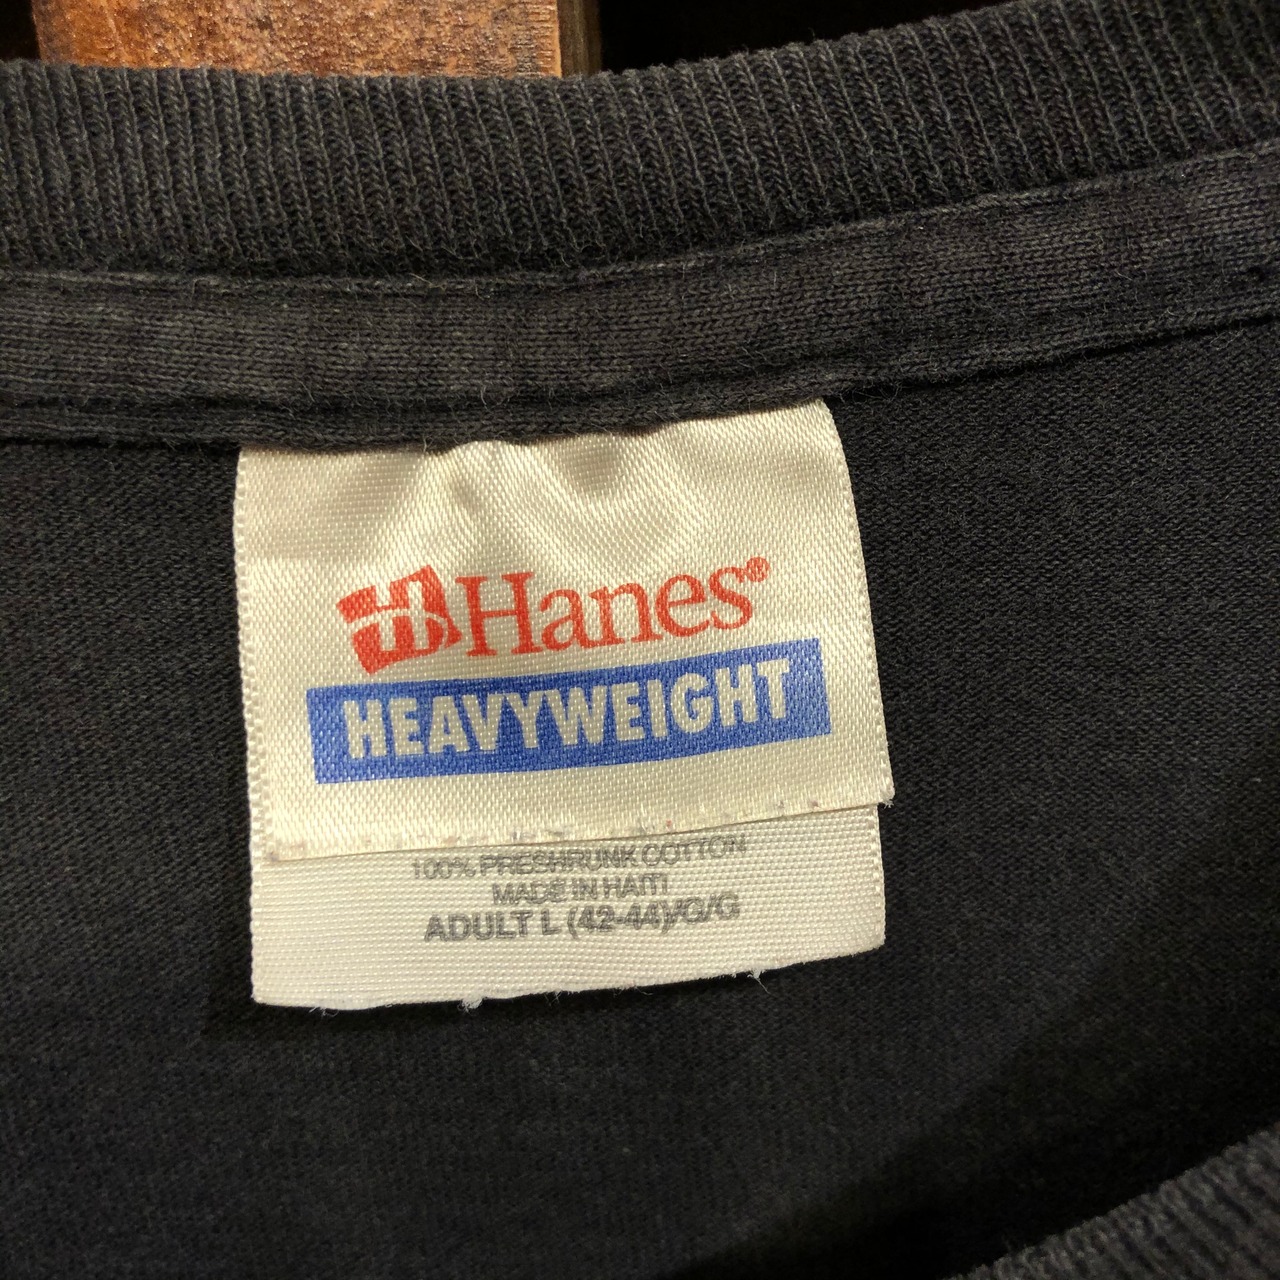 Hanes®
HEAVYWEIGHT
100% PRESHRUNK COTTON
MADE IN HAITI
ADULT L (42-44)/G/G